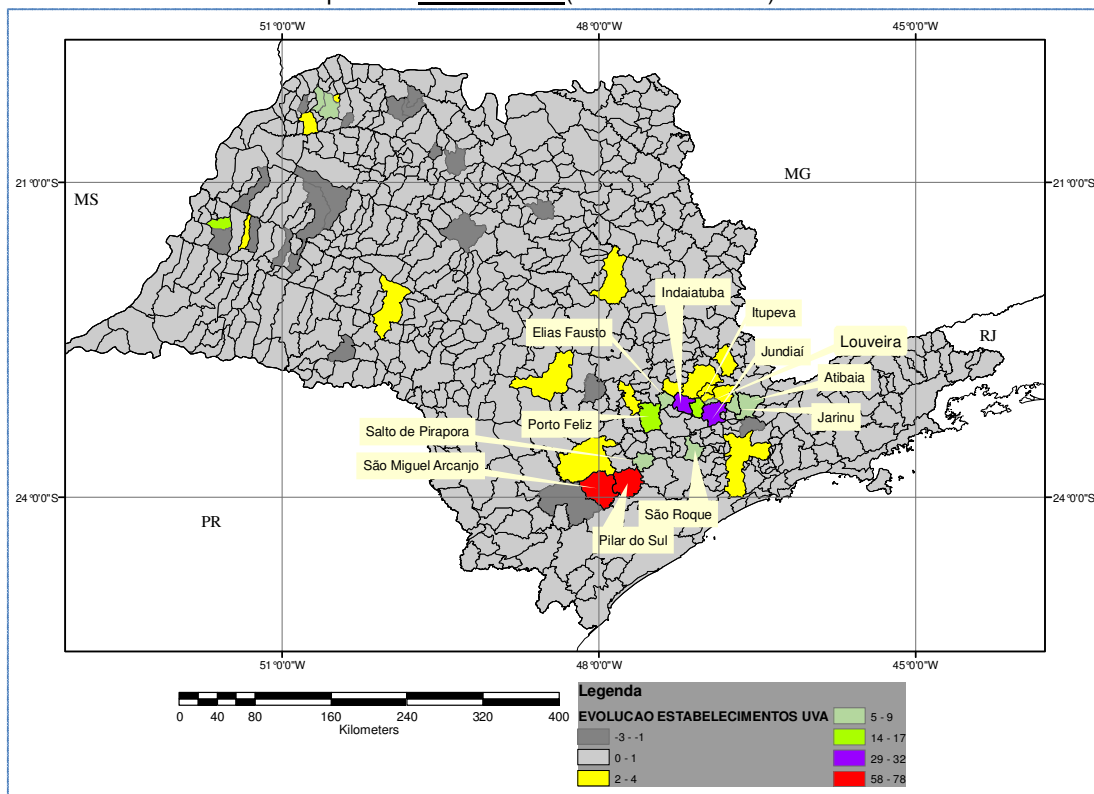 51°0'0"W
48°0'0"W
45°0'0"W
21°0'0"S
21°0'0"S
MG
MS
Indaiatuba
Itupeva
Elias Fausto
Jundiaí
Louveira
RJ
Atibaia
Jarinu
Porto Feliz
Salto de Pirapora
São Miguel Arcanjo
24°0'0"S
24°0'0"S
São Roque
PR
Pilar do Sul
51°0'0"W
48°0'0"W
45°0'0"W
0 40 80 160 240 320 400
Kilometers
Legenda
EVOLUCAO ESTABELECIMENTOS UVA
-3 - -1
0 - 1
2 - 4
5 - 9
14 - 17
29 - 32
58 - 78